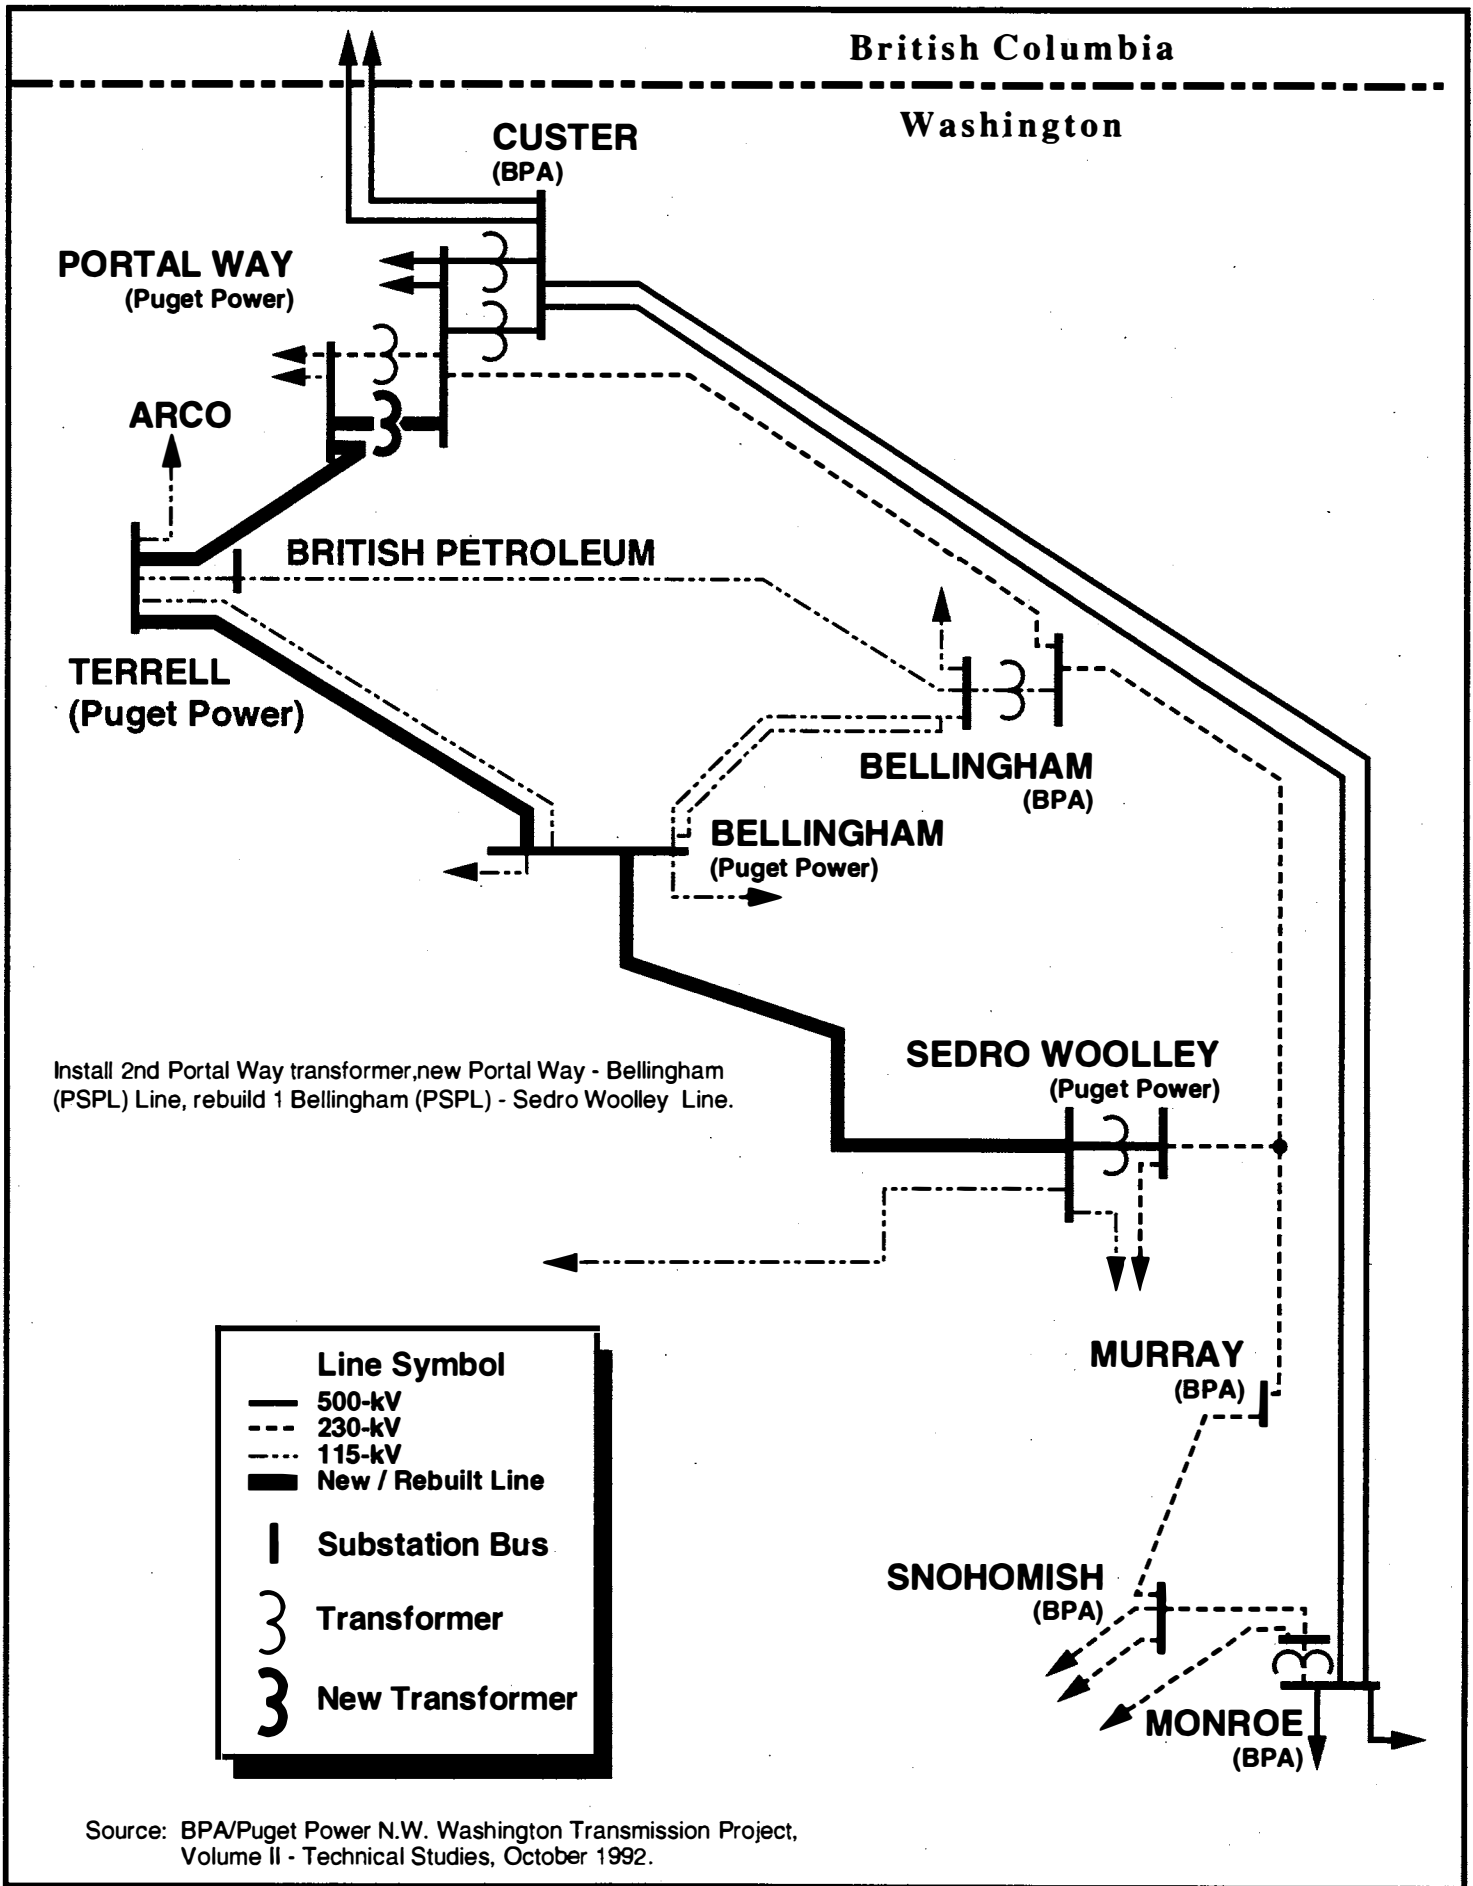 British Columbia
Washington
CUSTER
(BPA)
PORTAL WAY
(Puget Power)
ARCO
BRITISH PETROLEUM
TERRELL
(Puget Power)
BELLINGHAM
(BPA)
BELLINGHAM
(Puget Power)
Install 2nd Portal Way transformer,new Portal Way - Bellingham
(PSPL) Line, rebuild 1 Bellingham (PSPL) - Sedro Woolley Line.
SEDRO WOOLLEY
(Puget Power)
MURRAY
(BPA)
Line Symbol
500-kV
230-kV
115-kV
New / Rebuilt Line
Substation Bus
Transformer
New Transformer
SNOHOMISH
(BPA)
MONROE
(BPA)
Source: BPA/Puget Power N.W. Washington Transmission Project,
Volume II - Technical Studies, October 1992.